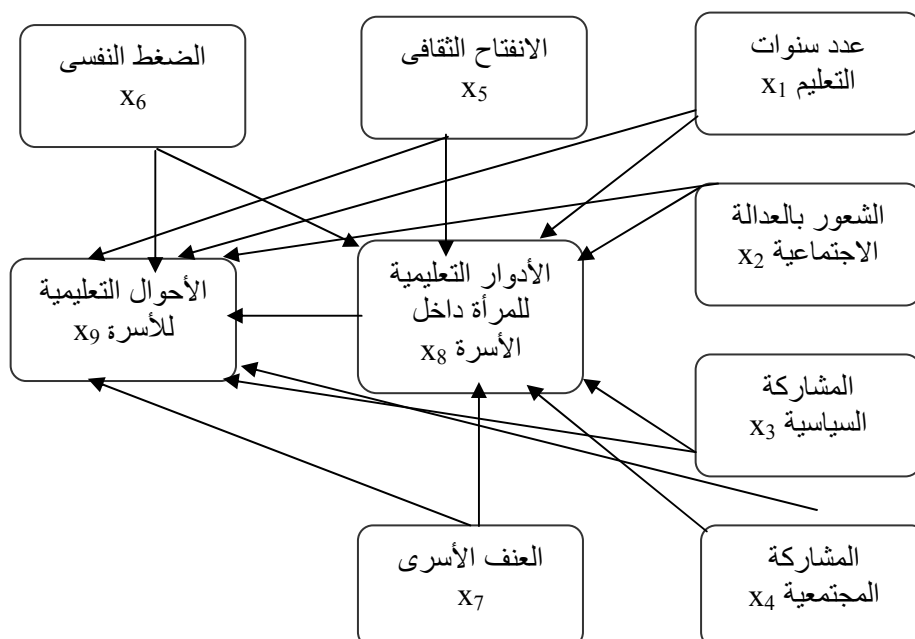 عدد سنوات
التعليم x1
الانفتاح الثقافى
x5
الضغط النفسى
x6
الشعور بالعدالة
الاجتماعية x2
الأدوار التعليمية
للمرأة داخل
الأسرة x8
الأحوال التعليمية
للأسرة x9
المشاركة
السياسية x3
المشاركة
المجتمعية x4
العنف الأسرى
x7